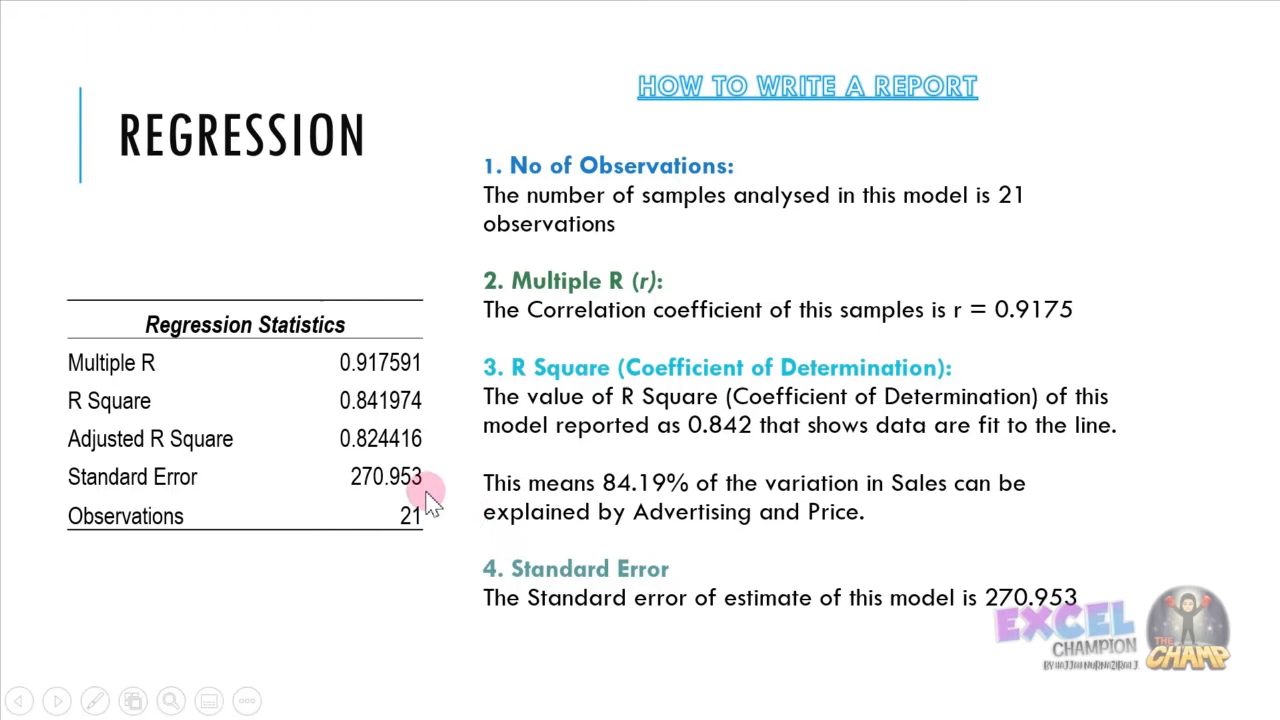 HOW TO WRITE A REPORT
REGRESSION
1. No of Observations:
The number of samples analysed in this model is 21
observations
2. Multiple R (r):
The Correlation coefficient of this samples is r = 0.9175
3. R Square (Coefficient of Determination):
The value of R Square (Coefficient of Determination) of this
model reported as 0.842 that shows data are fit to the line.
This means 84.19% of the variation in Sales can be
explained by Advertising and Price.
4. Standard Error
The Standard error of estimate of this model is 270.953
Regression Statistics
Multiple R 0.917591
R Square 0.841974
Adjusted R Square 0.824416
Standard Error 270.953
Observations 21
EXCEL
CHAMPION
BY HAJJAH NURNAZIRAH J.
THE
CHAMP